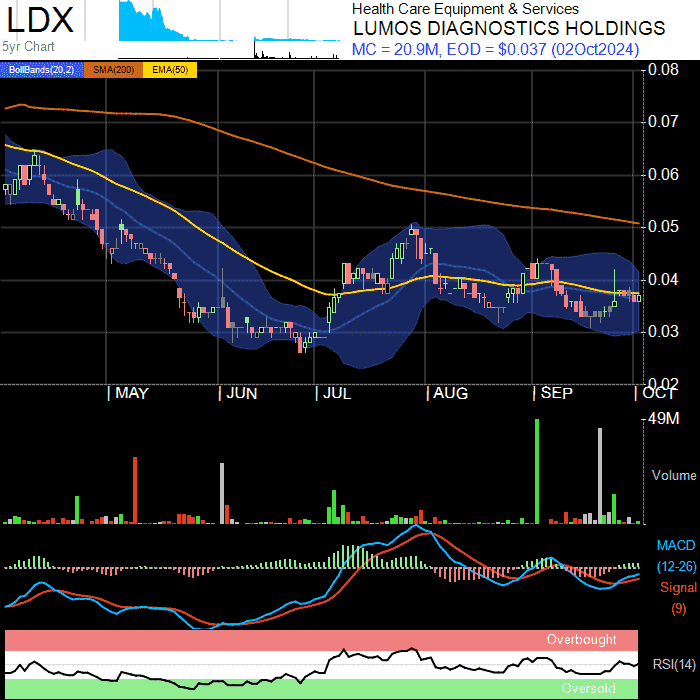 LDX
5yr Chart
Health Care Equipment & Services
LUMOS DIAGNOSTICS HOLDINGS
MC = 20.9M, EOD = $0.037 (02Oct2024)
BollBands(20,2) SMA(200) EMA(50)
0.08
0.07
0.06
0.05
0.04
0.03
0.02
MAY JUN JUL AUG SEP OCT
49M
Volume
MACD
(12-26)
Signal
(9)
Overbought
RSI(14)
Oversold